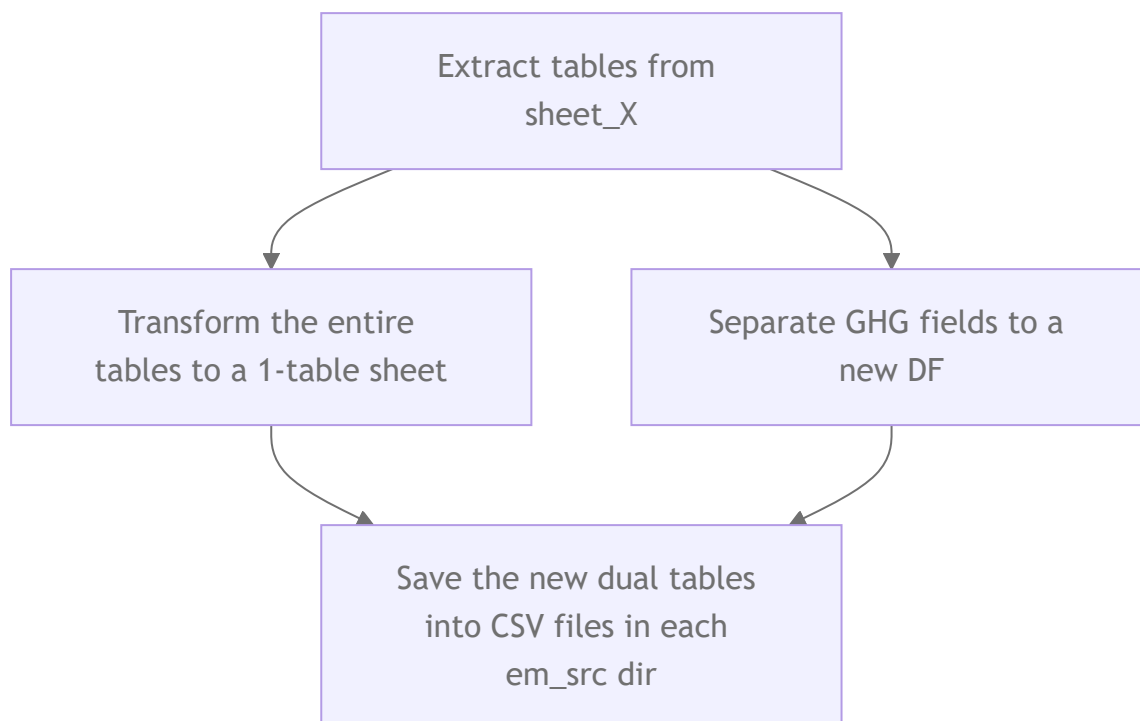 Extract tables from
sheet_X
Transform the entire
tables to a 1-table sheet
Separate GHG fields to a
new DF
Save the new dual tables
into CSV files in each
em_src dir